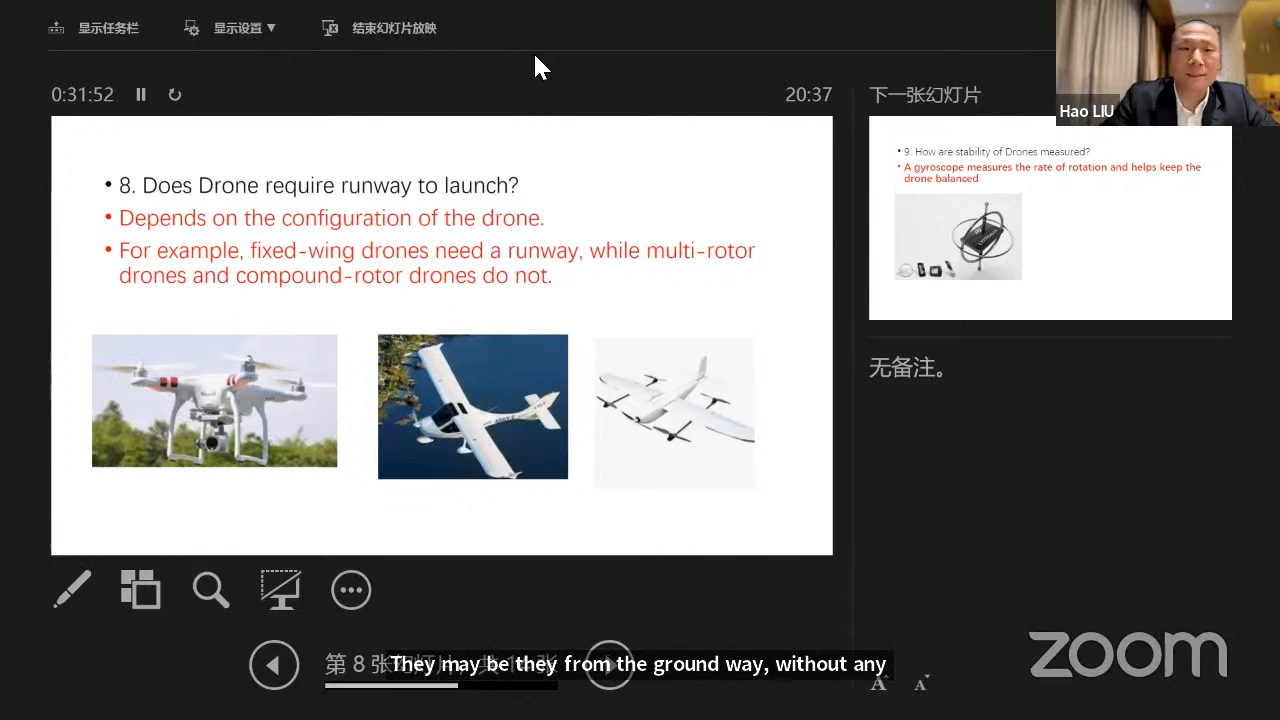 显示任务栏 显示设置 ▼ 结束幻灯片放映
0:31:52
20:37
下一张幻灯片
Hao LIU
• 8. Does Drone require runway to launch?
• Depends on the configuration of the drone.
• For example, fixed-wing drones need a runway, while multi-rotor
drones and compound-rotor drones do not.
• 9. How are stability of Drones measured?
• A gyroscope measures the rate of rotation and helps keep the
drone balanced.
无备注。
第 8 张
They may be they from the ground way, without any
A A
zoom